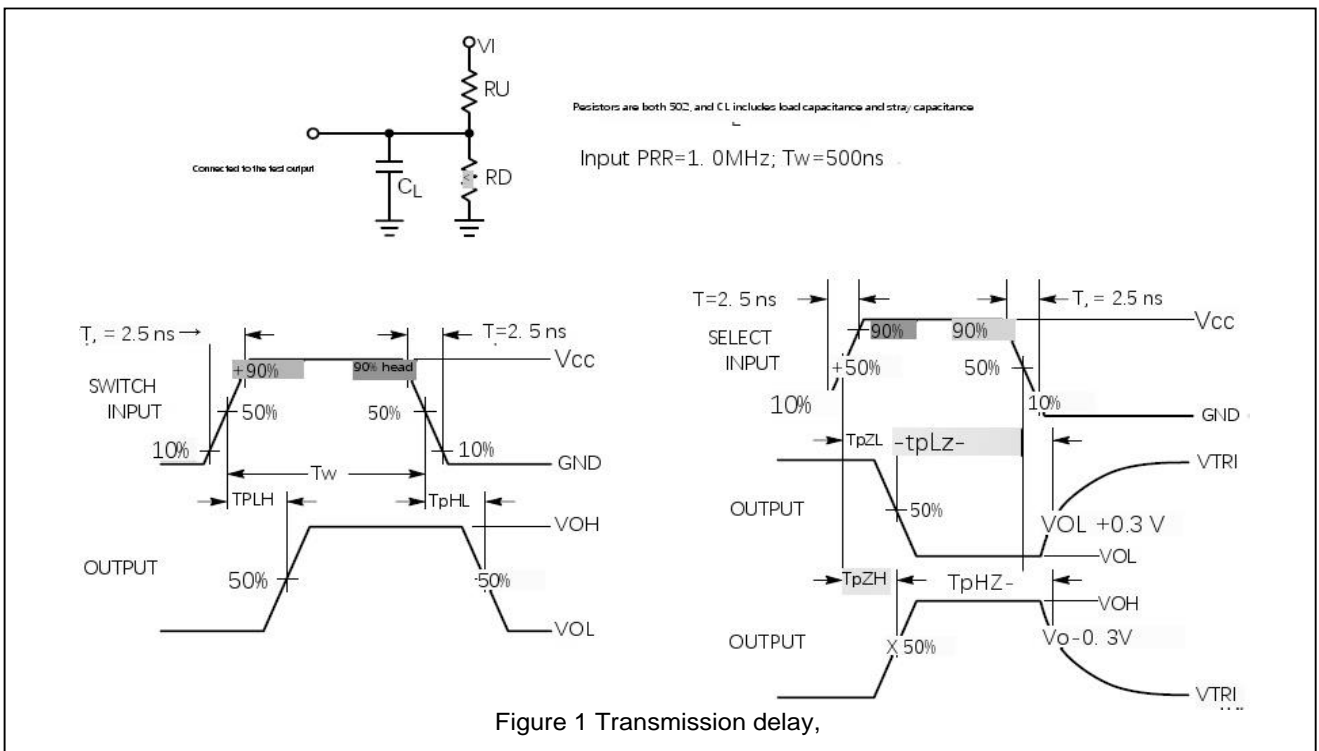 VI
RU
Pesistors are both 50Ω, and CL includes load capacitance and stray capacitance
Connected to the test output
CL
RD
Input PRR=1. 0MHz; Tw=500ns
T, = 2.5 ns
T=2. 5 ns
Vcc
+90%
90% head
SWITCH
INPUT
50%
50%
10%
10%
GND
Tw
TPLH
TpHL
VOH
OUTPUT
50%
50%
VOL
T=2. 5 ns
T, = 2.5 ns
Vcc
90%
90%
SELECT
INPUT
+50%
50%
10%
10%
GND
TpZL
-tpLz-
VTRI
OUTPUT
50%
VOL +0.3 V
VOL
TpZH
TpHZ-
VOH
OUTPUT
X 50%
Vo-0. 3V
VTRI
Figure 1 Transmission delay,